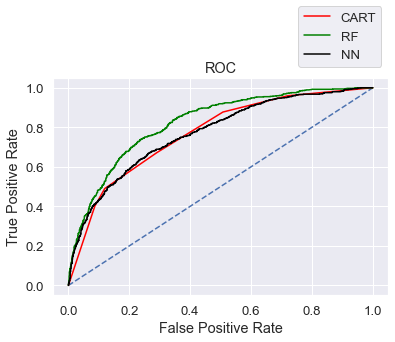 CART
RF
NN
ROC
True Positive Rate
1.0
0.8
0.6
0.4
0.2
0.0
0.0 0.2 0.4 0.6 0.8 1.0
False Positive Rate